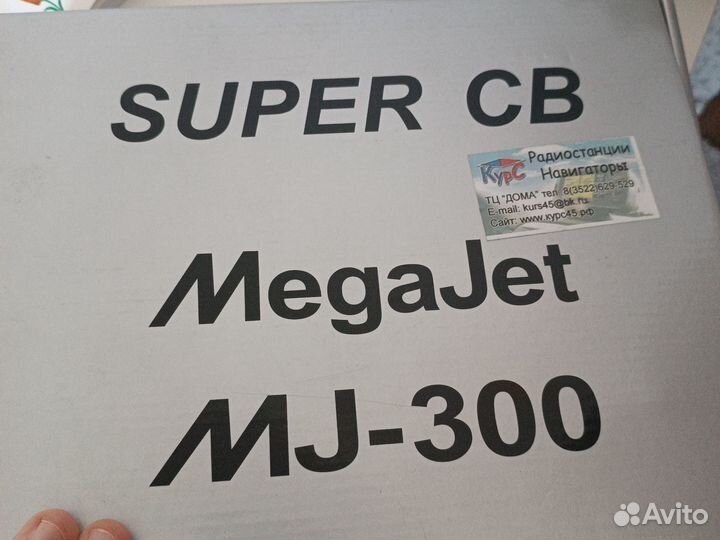 SUPER CB
КурС
Радиостанции
Навигаторы
ТЦ "ДОМА" тел. 8(3522)629-529
E-mail: kurs45@bk.ru
Сайт: www.курс45.рф
MegaJet
MJ-300
Avito